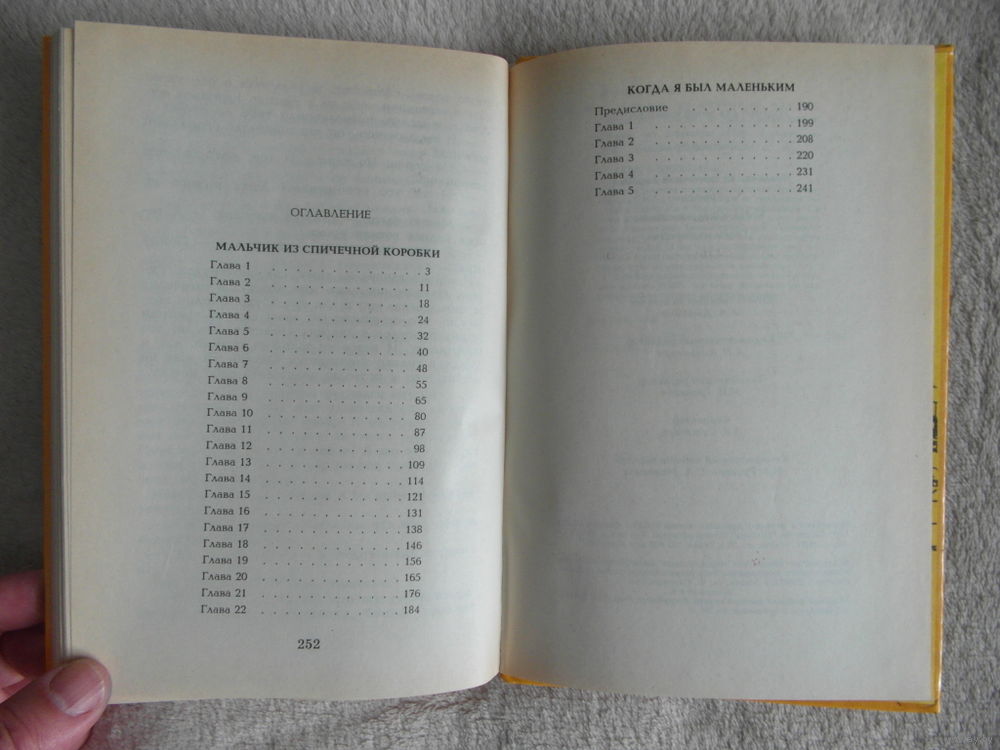 ОГЛАВЛЕНИЕ
МАЛЬЧИК ИЗ СПИЧЕЧНОЙ КОРОБКИ
Глава 1 . . . . . . . . . . . . . 3
Глава 2 . . . . . . . . . . . . 11
Глава 3 . . . . . . . . . . . . 18
Глава 4 . . . . . . . . . . . . 24
Глава 5 . . . . . . . . . . . . 32
Глава 6 . . . . . . . . . . . . 40
Глава 7 . . . . . . . . . . . . 48
Глава 8 . . . . . . . . . . . . 55
Глава 9 . . . . . . . . . . . . 65
Глава 10 . . . . . . . . . . . . 80
Глава 11 . . . . . . . . . . . . 87
Глава 12 . . . . . . . . . . . . 98
Глава 13 . . . . . . . . . . . . 109
Глава 14 . . . . . . . . . . . . 114
Глава 15 . . . . . . . . . . . . 121
Глава 16 . . . . . . . . . . . . 131
Глава 17 . . . . . . . . . . . . 138
Глава 18 . . . . . . . . . . . . 146
Глава 19 . . . . . . . . . . . . 156
Глава 20 . . . . . . . . . . . . 165
Глава 21 . . . . . . . . . . . . 176
Глава 22 . . . . . . . . . . . . 184
252
КОГДА Я БЫЛ МАЛЕНЬКИМ
Предисловие . . . . . . . . . 190
Глава 1 . . . . . . . . . . . . 199
Глава 2 . . . . . . . . . . . . 208
Глава 3 . . . . . . . . . . . . 220
Глава 4 . . . . . . . . . . . . 231
Глава 5 . . . . . . . . . . . . 241